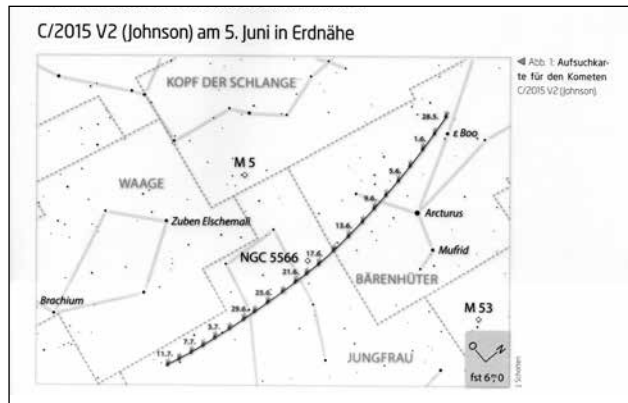 C/2015 V2 (Johnson) am 5. Juni in Erdnähe
◁ Abb. 1: Aufsuchkar-
te für den Kometen
C/2015 V2 (Johnson).
KOPF DER SCHLANGE
28.5.
1.6.
ε Boo
5.6.
M 5
WAAGE
9.6.
Arcturus
Zuben Elschemali
13.6.
Mufrid
NGC 5566
17.6.
21.6.
BÄRENHÜTER
25.6.
Brachium
29.6.
M 53
3.7.
7.7.
11.7.
JUNGFRAU
O
N
fst 6m0